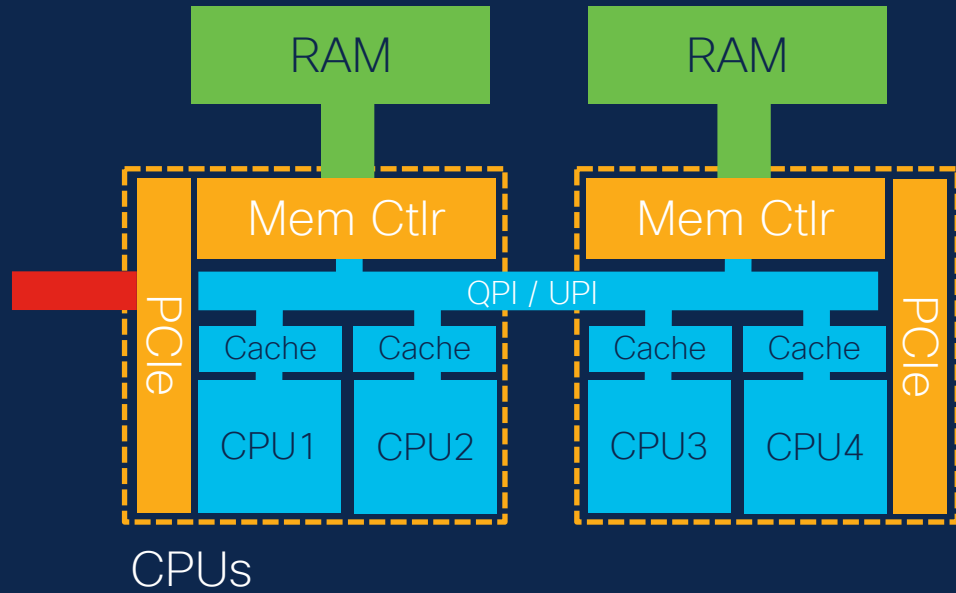 RAM
RAM
Mem Ctlr
Mem Ctlr
QPI / UPI
PCIe
Cache
Cache
Cache
Cache
PCIe
CPU1
CPU2
CPU3
CPU4
CPUs